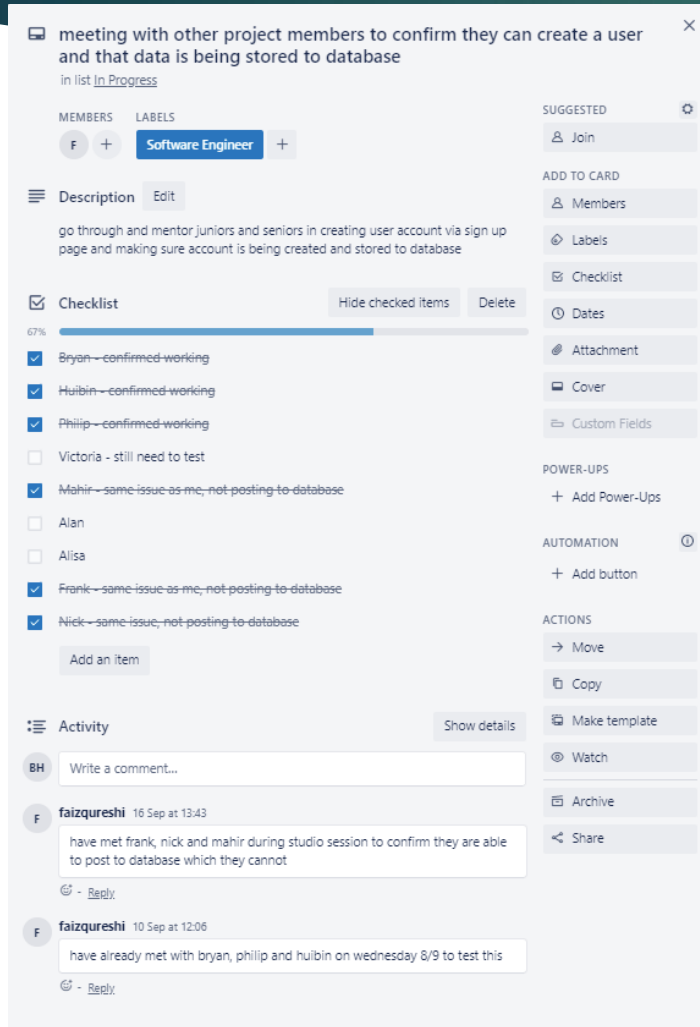 meeting with other project members to confirm they can create a user
and that data is being stored to database
in list In Progress
MEMBERS
LABELS
F
+
Software Engineer
+
Description
Edit
go through and mentor juniors and seniors in creating user account via sign up
page and making sure account is being created and stored to database
Checklist
Hide checked items
Delete
67%
Bryan - confirmed working
Huibin - confirmed working
Philip - confirmed working
Victoria - still need to test
Mahir - same issue as me, not posting to database
Alan
Alisa
Frank - same issue as me, not posting to database
Nick - same issue, not posting to database
Add an item
Activity
Show details
BH
Write a comment...
F
faizqureshi 16 Sep at 13:43
have met frank, nick and mahir during studio session to confirm they are able
to post to database which they cannot
- Reply
F
faizqureshi 10 Sep at 12:06
have already met with bryan, philip and huibin on wednesday 8/9 to test this
- Reply
SUGGESTED
Join
ADD TO CARD
Members
Labels
Checklist
Dates
Attachment
Cover
Custom Fields
POWER-UPS
+ Add Power-Ups
AUTOMATION
+ Add button
ACTIONS
Move
Copy
Make template
Watch
Archive
Share